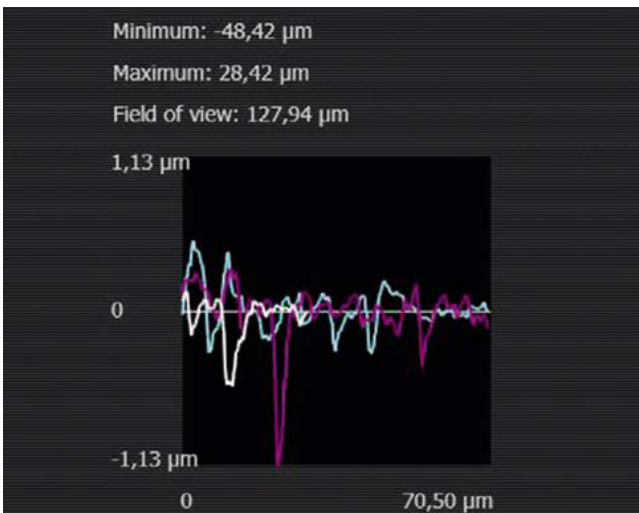 Minimum: -48,42 µm
Maximum: 28,42 µm
Field of view: 127,94 µm
1,13 µm
0
-1,13 µm
0 70,50 µm